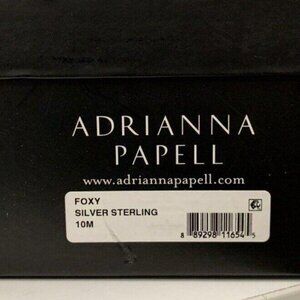 ADRIANNA
PAPELL
www.adriannapapell.com
FOXY
SILVER STERLING
10M
8 89298 11654 5